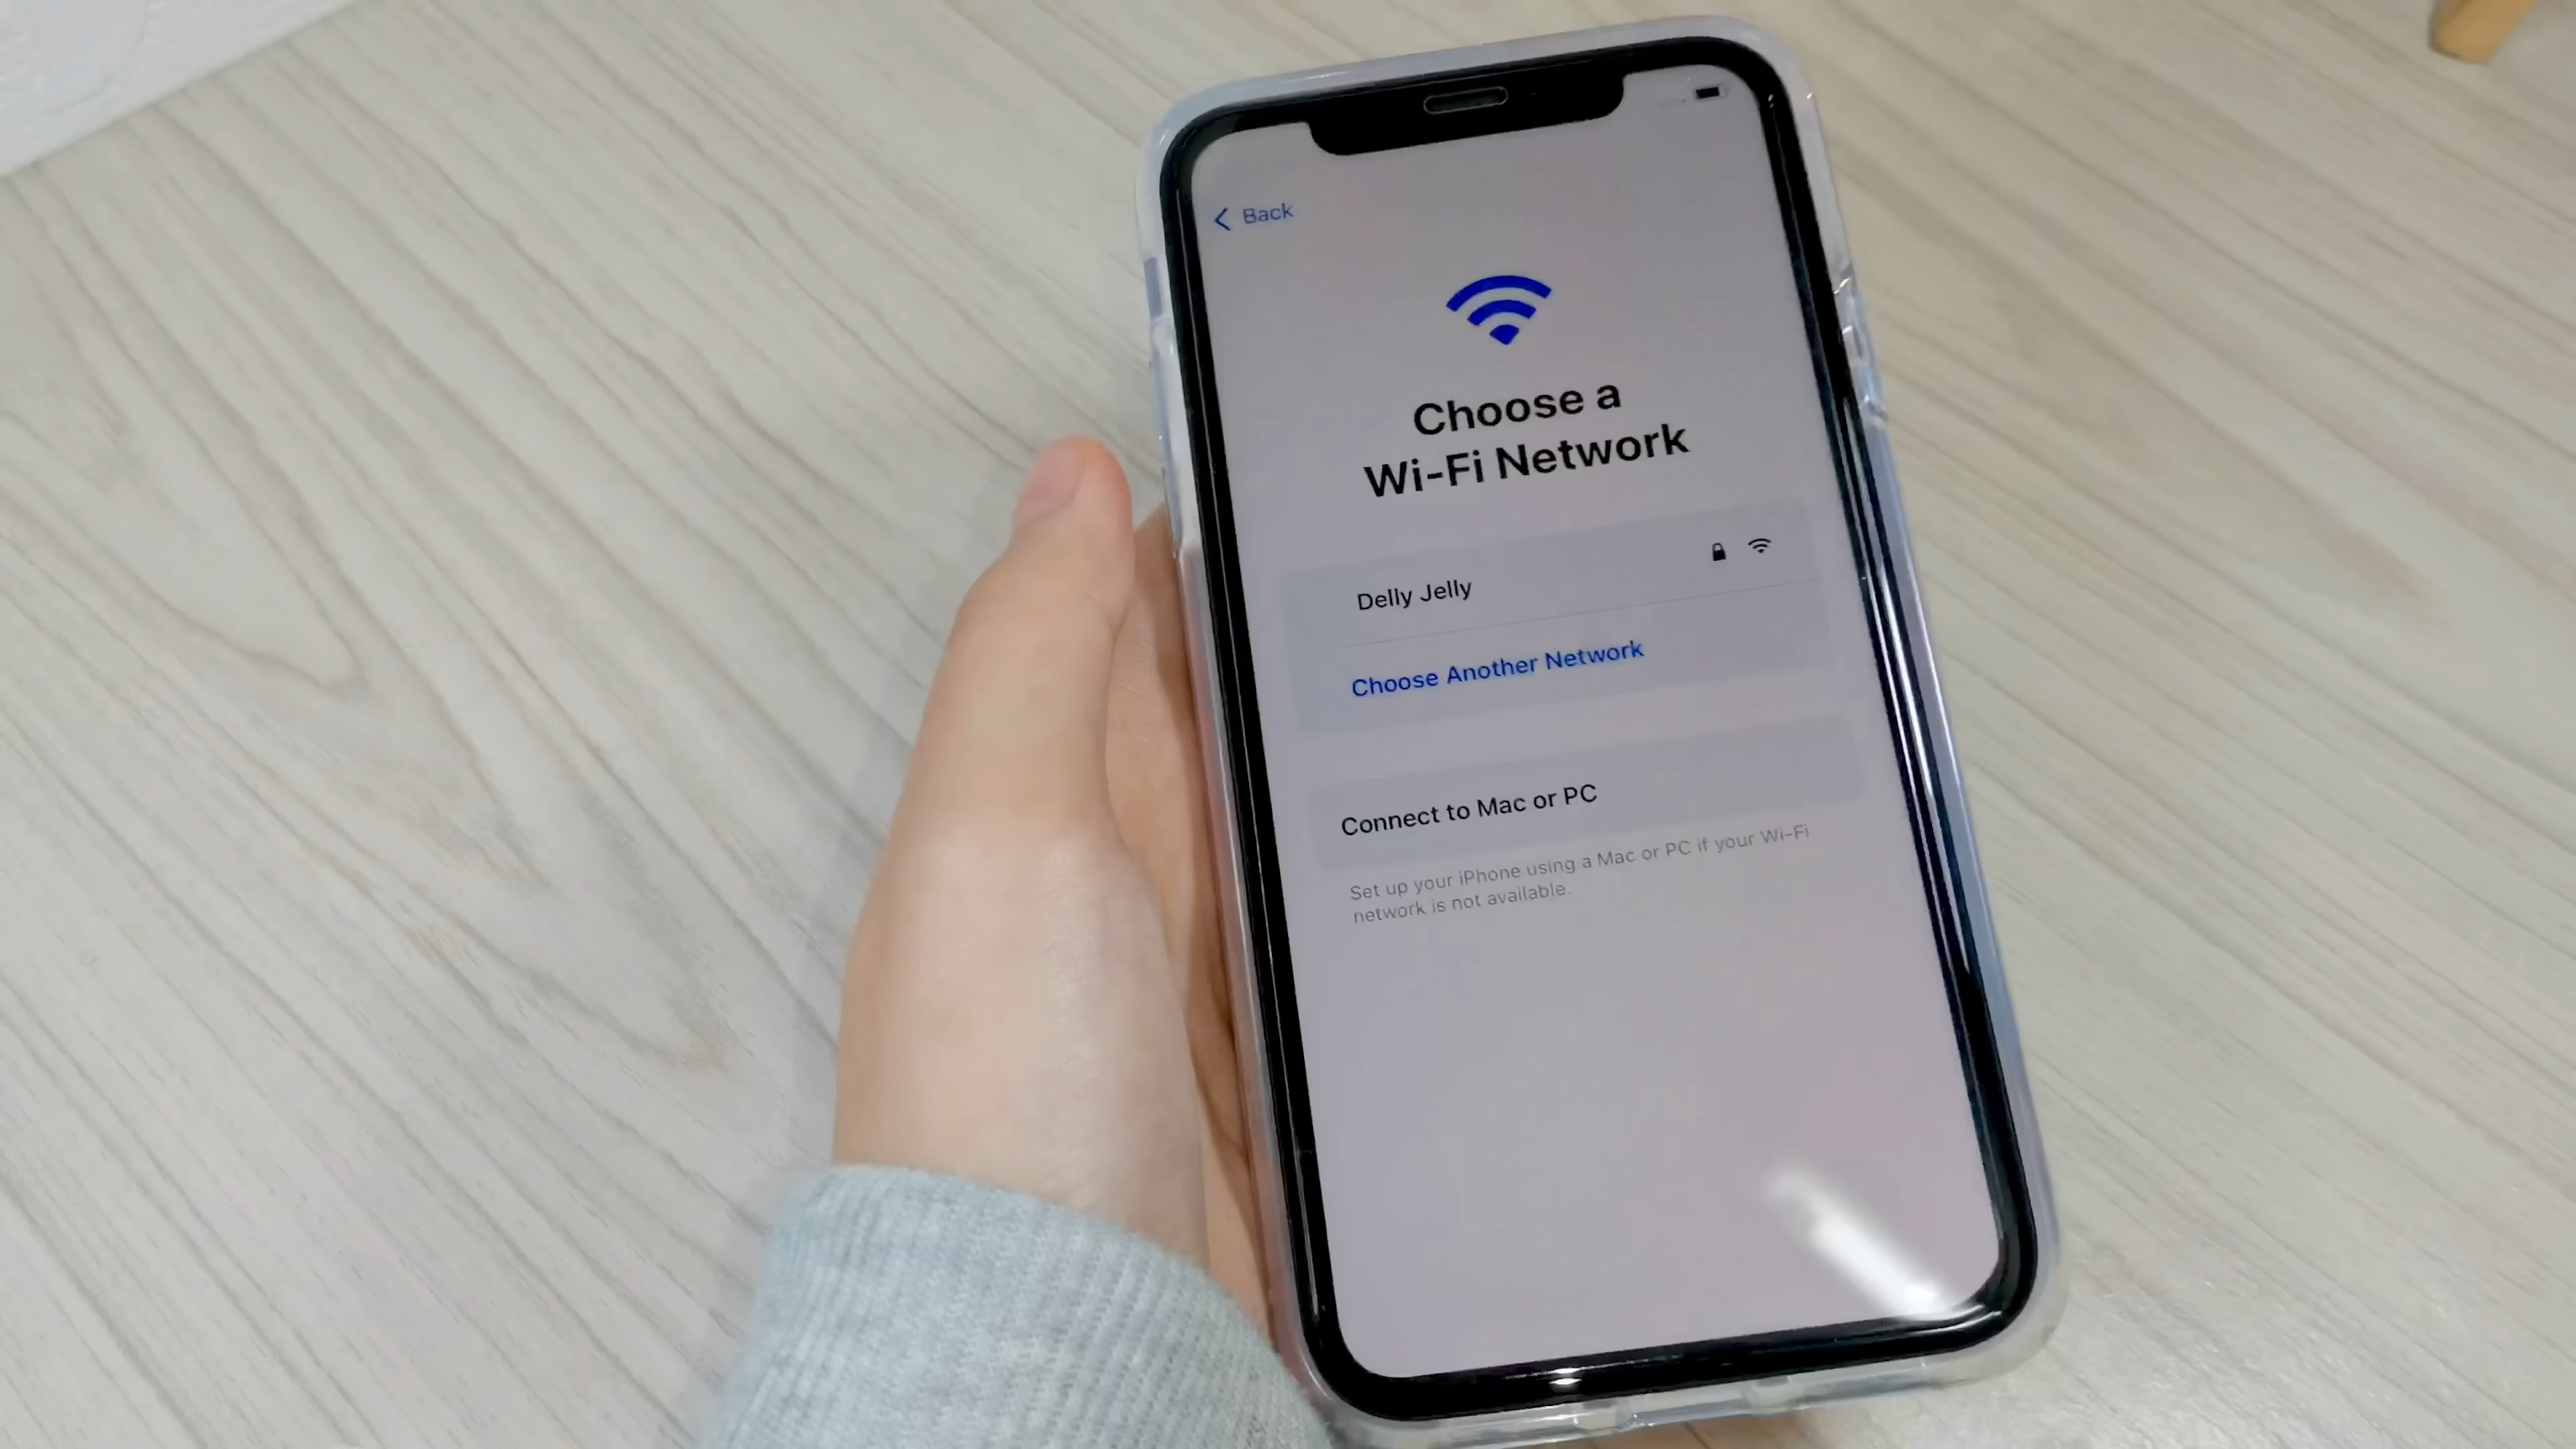 Back
Choose a
Wi-Fi Network
Delly Jelly
Choose Another Network
Connect to Mac or PC
Set up your iPhone using a Mac or PC if your Wi-Fi
network is not available.